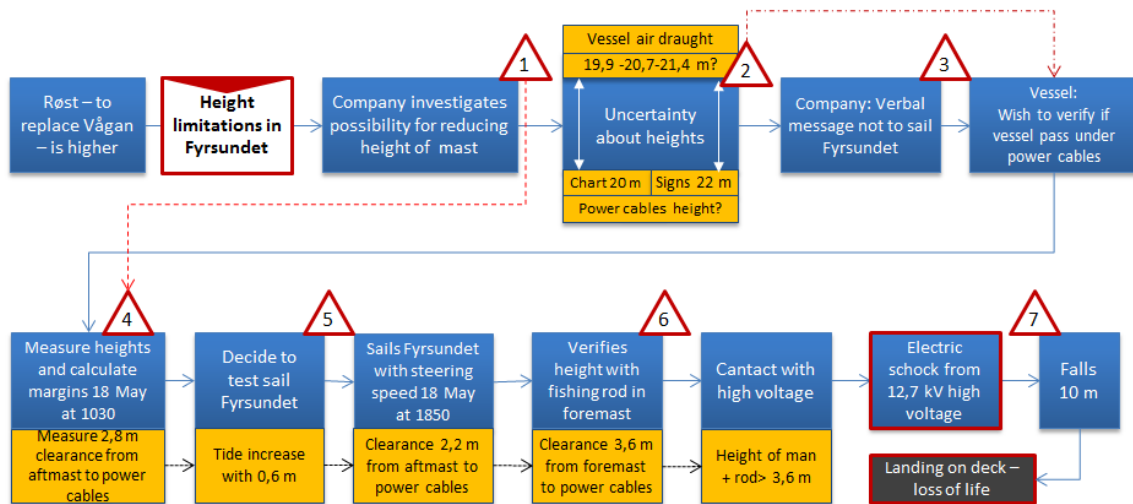 Røst – to
replace Vågan
– is higher
Height
limitations in
Fyrsundet
Company investigates
possibility for reducing
height of mast
1
Vessel air draught
19,9 -20,7-21,4 m?
Uncertainty
about heights
Chart 20 m
Signs 22 m
Power cables height?
2
Company: Verbal
message not to sail
Fyrsundet
3
Vessel:
Wish to verify if
vessel pass under
power cables
4
Measure heights
and calculate
margins 18 May
at 1030
Measure 2,8 m
clearance from
aftmast to power
cables
Decide to
test sail
Fyrsundet
Tide increase
with 0,6 m
5
Sails Fyrsundet
with steering
speed 18 May
at 1850
Clearance 2,2 m
from aftmast to
power cables
Verifies
height with
fishing rod in
foremast
Clearance 3,6 m
from foremast
to power cables
6
Cantact with
high voltage
Height of man
+ rod> 3,6 m
Electric
schock from
12,7 kV high
voltage
7
Falls
10 m
Landing on deck –
loss of life